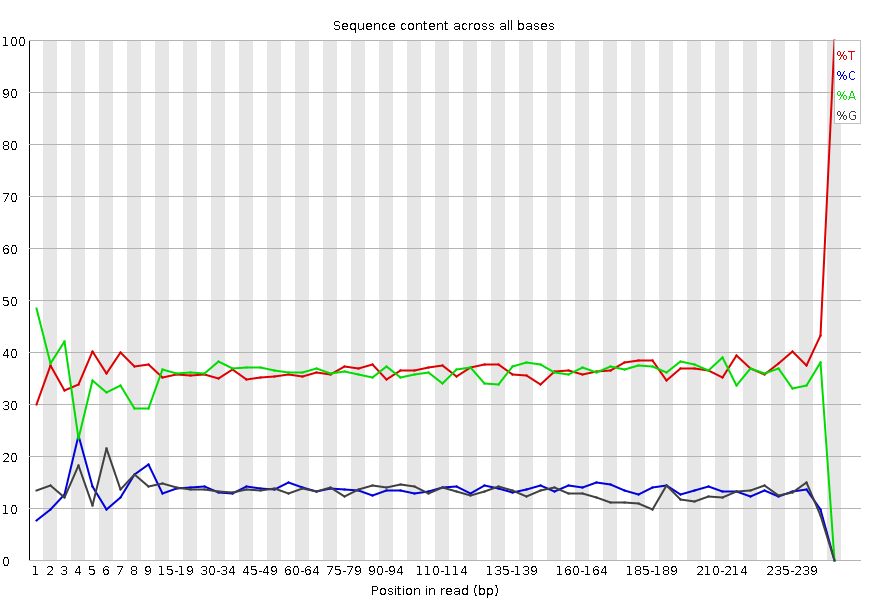 Sequence content across all bases
100
90
80
70
60
50
40
30
20
10
0
%T
%C
%A
%G
1 2 3 4 5 6 7 8 9 15-19 30-34 45-49 60-64 75-79 90-94 110-114 135-139 160-164 185-189 210-214 235-239
Position in read (bp)